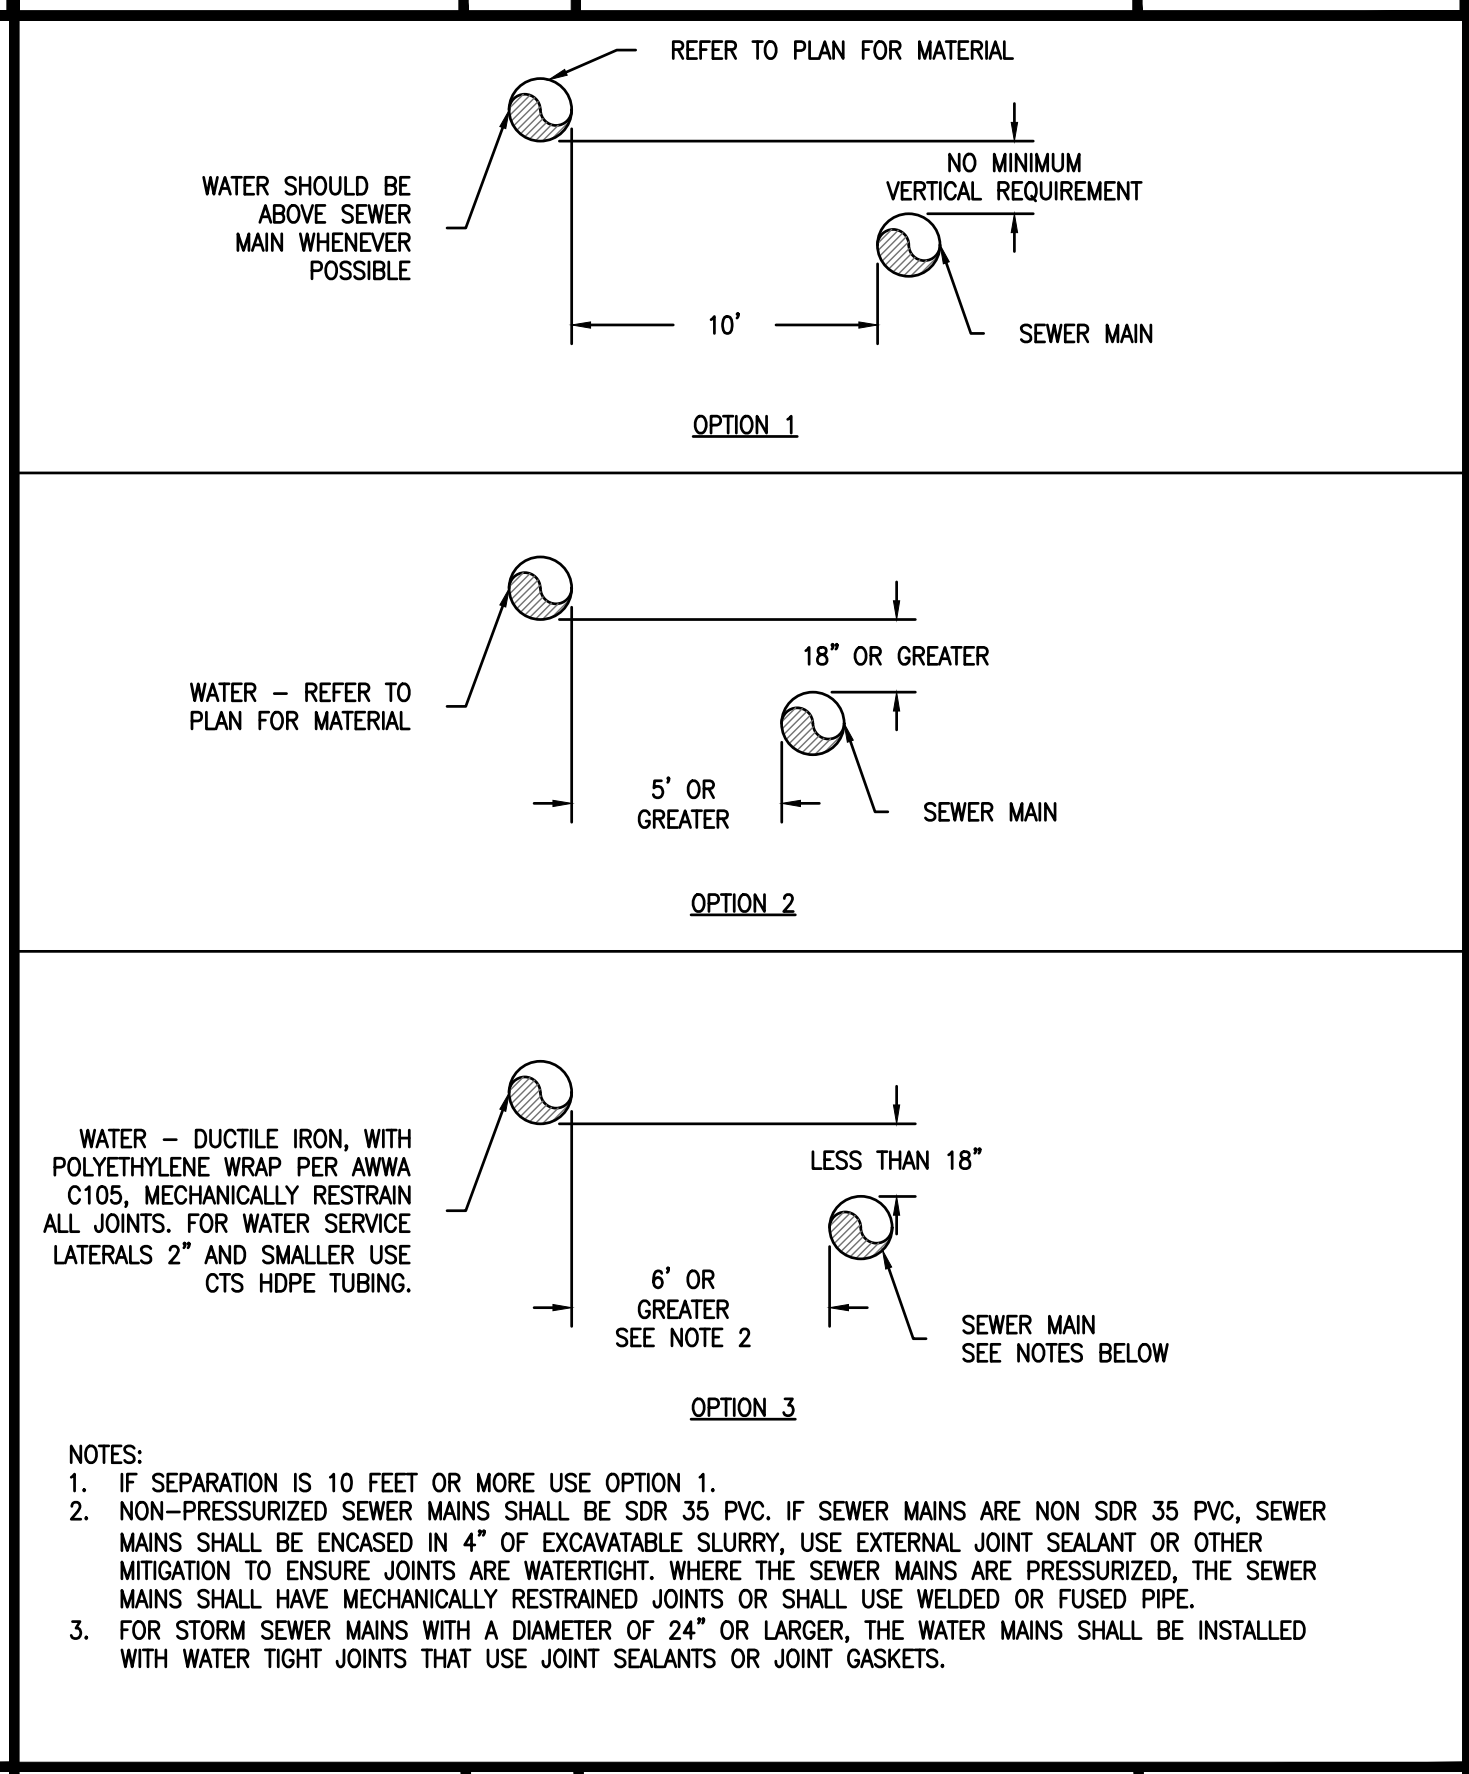 REFER TO PLAN FOR MATERIAL
NO MINIMUM
VERTICAL REQUIREMENT
WATER SHOULD BE
ABOVE SEWER
MAIN WHENEVER
POSSIBLE
10'
SEWER MAIN
OPTION 1
18" OR GREATER
WATER – REFER TO
PLAN FOR MATERIAL
5' OR
GREATER
SEWER MAIN
OPTION 2
WATER – DUCTILE IRON, WITH
POLYETHYLENE WRAP PER AWWA
C105, MECHANICALLY RESTRAIN
ALL JOINTS. FOR WATER SERVICE
LATERALS 2" AND SMALLER USE
CTS HDPE TUBING.
LESS THAN 18"
6' OR
GREATER
SEE NOTE 2
SEWER MAIN
SEE NOTES BELOW
OPTION 3
NOTES:
1. IF SEPARATION IS 10 FEET OR MORE USE OPTION 1.
2. NON–PRESSURIZED SEWER MAINS SHALL BE SDR 35 PVC. IF SEWER MAINS ARE NON SDR 35 PVC, SEWER
MAINS SHALL BE ENCASED IN 4" OF EXCAVATABLE SLURRY, USE EXTERNAL JOINT SEALANT OR OTHER
MITIGATION TO ENSURE JOINTS ARE WATERTIGHT. WHERE THE SEWER MAINS ARE PRESSURIZED, THE SEWER
MAINS SHALL HAVE MECHANICALLY RESTRAINED JOINTS OR SHALL USE WELDED OR FUSED PIPE.
3. FOR STORM SEWER MAINS WITH A DIAMETER OF 24" OR LARGER, THE WATER MAINS SHALL BE INSTALLED
WITH WATER TIGHT JOINTS THAT USE JOINT SEALANTS OR JOINT GASKETS.